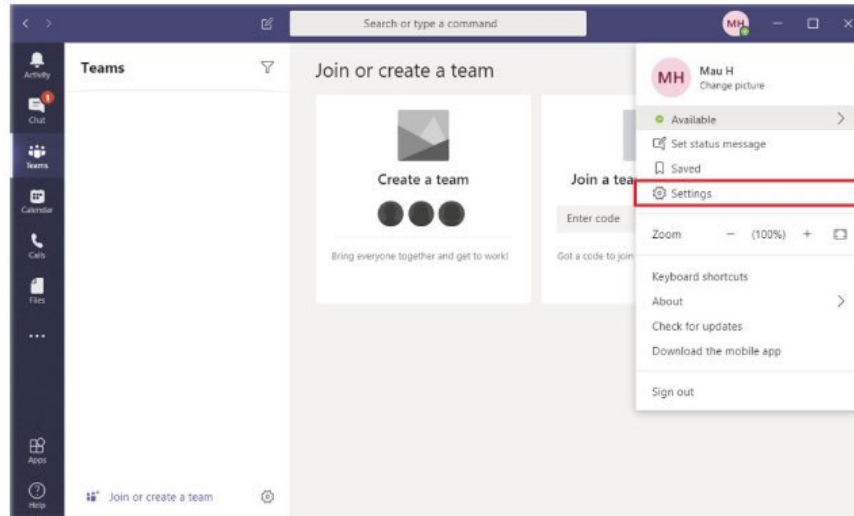 Search or type a command
MH
Activity
Chat
1
Teams
Calendar
Calls
Files
Apps
Help
Teams
Join or create a team
Join or create a team
Create a team
Bring everyone together and get to work!
Join a tea
Enter code
Got a code to join
MH
Mau H
Change picture
Available
Set status message
Saved
Settings
Zoom - (100%) +
Keyboard shortcuts
About
Check for updates
Download the mobile app
Sign out